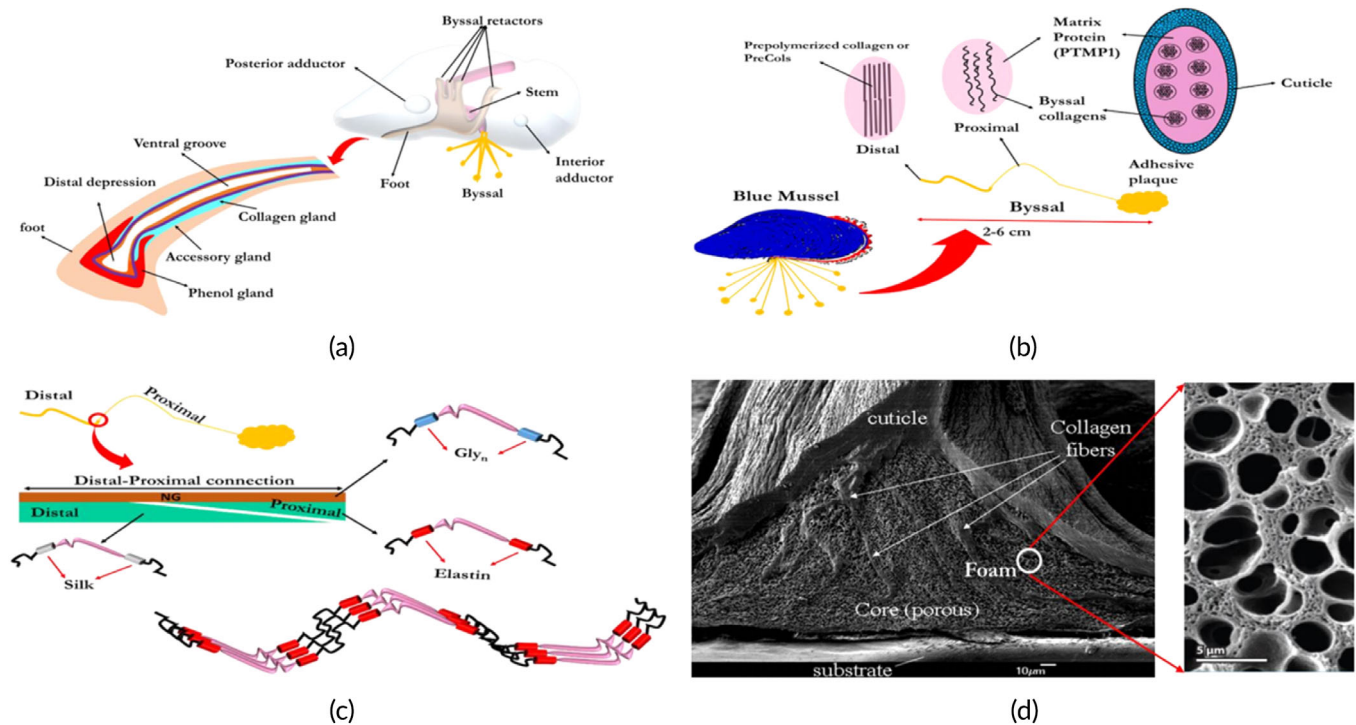 Byssal retactors
Posterior adductor
Stem
Ventral groove
Distal depression
Foot
Byssal
Interior
adductor
Collagen gland
foot
Accessory gland
Phenol gland
(a)
Prepolymerized collagen or
PreCols
Matrix
Protein
(PTMP1)
Cuticle
Byssal
collagens
Distal
Proximal
Adhesive
plaque
Blue Mussel
Byssal
2-6 cm
(b)
Distal
Proximal
Glyn
Distal-Proximal connection
NG
Distal
Proximal
Silk
Elastin
(c)
cuticle
Collagen
fibers
Foam
Core (porous)
substrate
10μm
5 μm
(d)